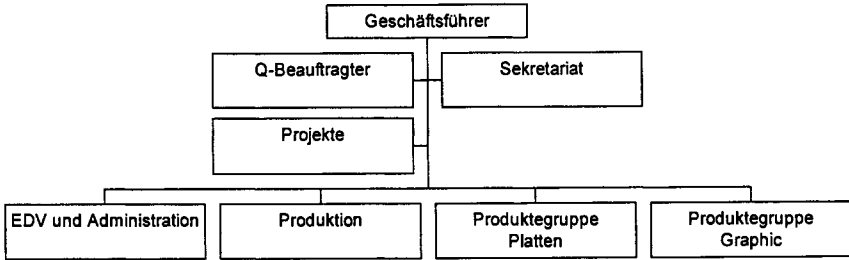 Geschäftsführer
Q-Beauftragter
Sekretariat
Projekte
EDV und Administration
Produktion
Produktegruppe
Platten
Produktegruppe
Graphic